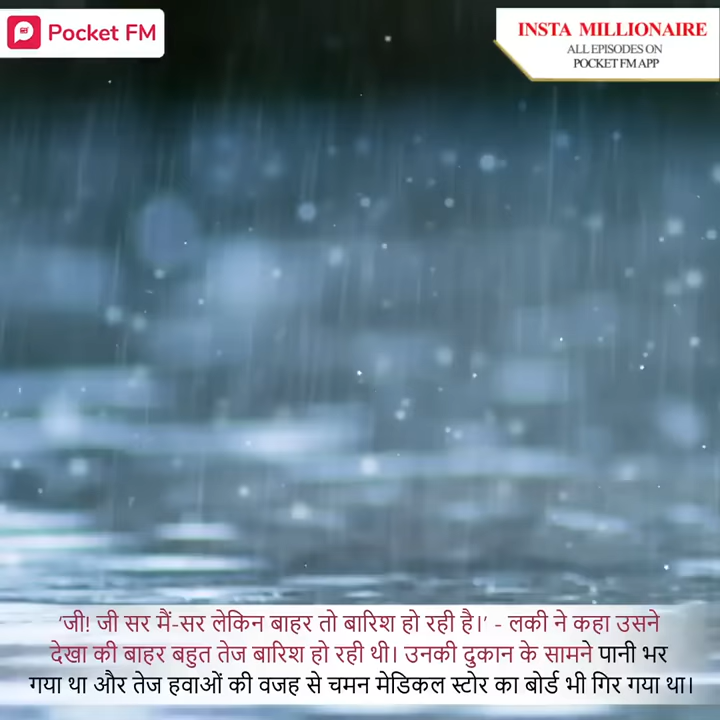 Pocket FM
INSTA MILLIONAIRE
ALL EPISODES ON
POCKET FM APP
‘जी! जी सर मैं-सर लेकिन बाहर तो बारिश हो रही है।’ - लकी ने कहा उसने
देखा की बाहर बहुत तेज बारिश हो रही थी। उनकी दुकान के सामने पानी भर
गया था और तेज हवाओं की वजह से चमन मेडिकल स्टोर का बोर्ड भी गिर गया था।